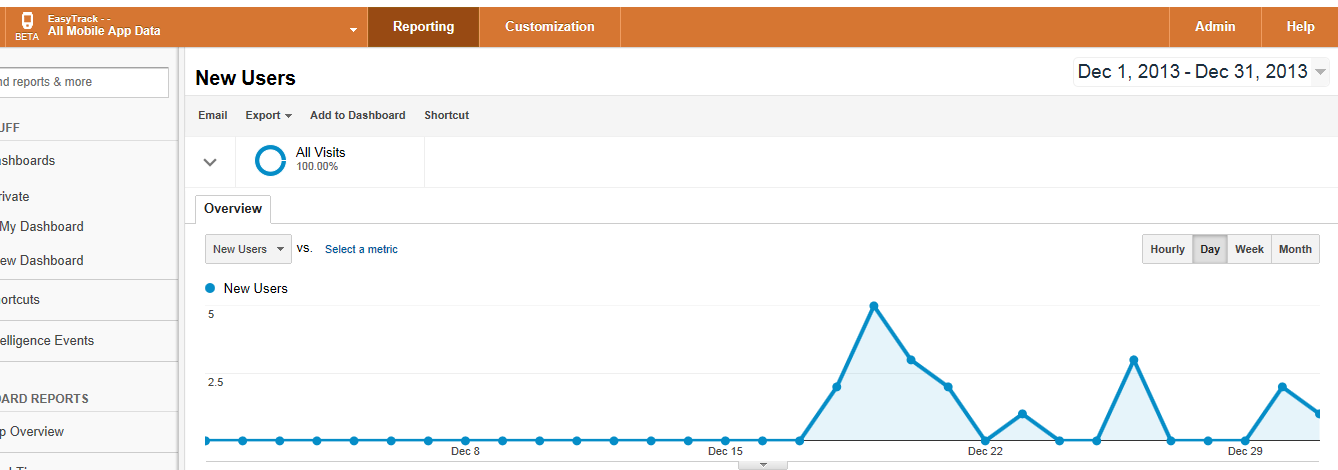 EasyTrack - -
BETA All Mobile App Data
Reporting
Customization
Admin
Help
nd reports & more
New Users
Dec 1, 2013 - Dec 31, 2013
UFF
Email Export Add to Dashboard Shortcut
shboards
All Visits
100.00%
rivate
My Dashboard
Overview
ew Dashboard
New Users vs. Select a metric
Hourly Day Week Month
ortcuts
New Users
5
elligence Events
2.5
ARD REPORTS
p Overview
Dec 8 Dec 15 Dec 22 Dec 29